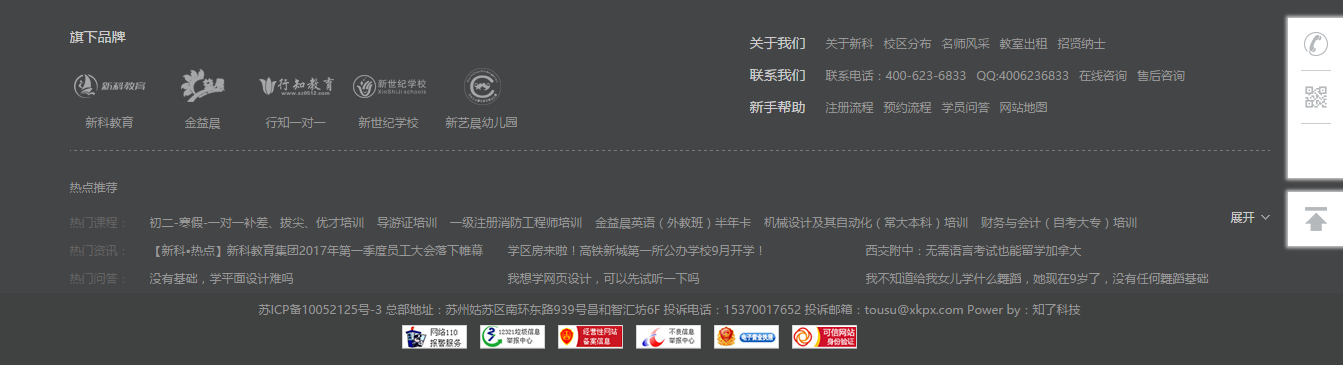 旗下品牌
新科教育
行知教育
www.xz0512.com
新世纪学校
XinShiJi schools
新科教育 金益晨 行知一对一 新世纪学校 新艺晨幼儿园
关于我们 关于新科 校区分布 名师风采 教室出租 招贤纳士
联系我们 联系电话：400-623-6833 QQ:4006236833 在线咨询 售后咨询
新手帮助 注册流程 预约流程 学员问答 网站地图
热点推荐
热门课程： 初二-寒假-一对一补差、拔尖、优才培训 导游证培训 一级注册消防工程师培训 金益晨英语（外教班）半年卡 机械设计及其自动化（常大本科）培训 财务与会计（自考大专）培训
展开
热门资讯： 【新科•热点】新科教育集团2017年第一季度员工大会落下帷幕 学区房来啦！高铁新城第一所公办学校9月开学！ 西交附中：无需语言考试也能留学加拿大
热门问答： 没有基础，学平面设计难吗 我想学网页设计，可以先试听一下吗 我不知道给我女儿学什么舞蹈，她现在9岁了，没有任何舞蹈基础
苏ICP备10052125号-3 总部地址：苏州姑苏区南环东路939号昌和智汇坊6F 投诉电话：15370017652 投诉邮箱：tousu@xkpx.com Power by：知了科技
网络110
报警服务
12321垃圾信息
举报中心
经营性网站
备案信息
不良信息
举报中心
电子营业执照
可信网站
身份验证